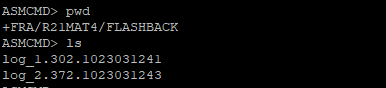 ASMCMD> pwd
+FRA/R21MAT4/FLASHBACK
ASMCMD> ls
log_1.302.1023031241
log_2.372.1023031243